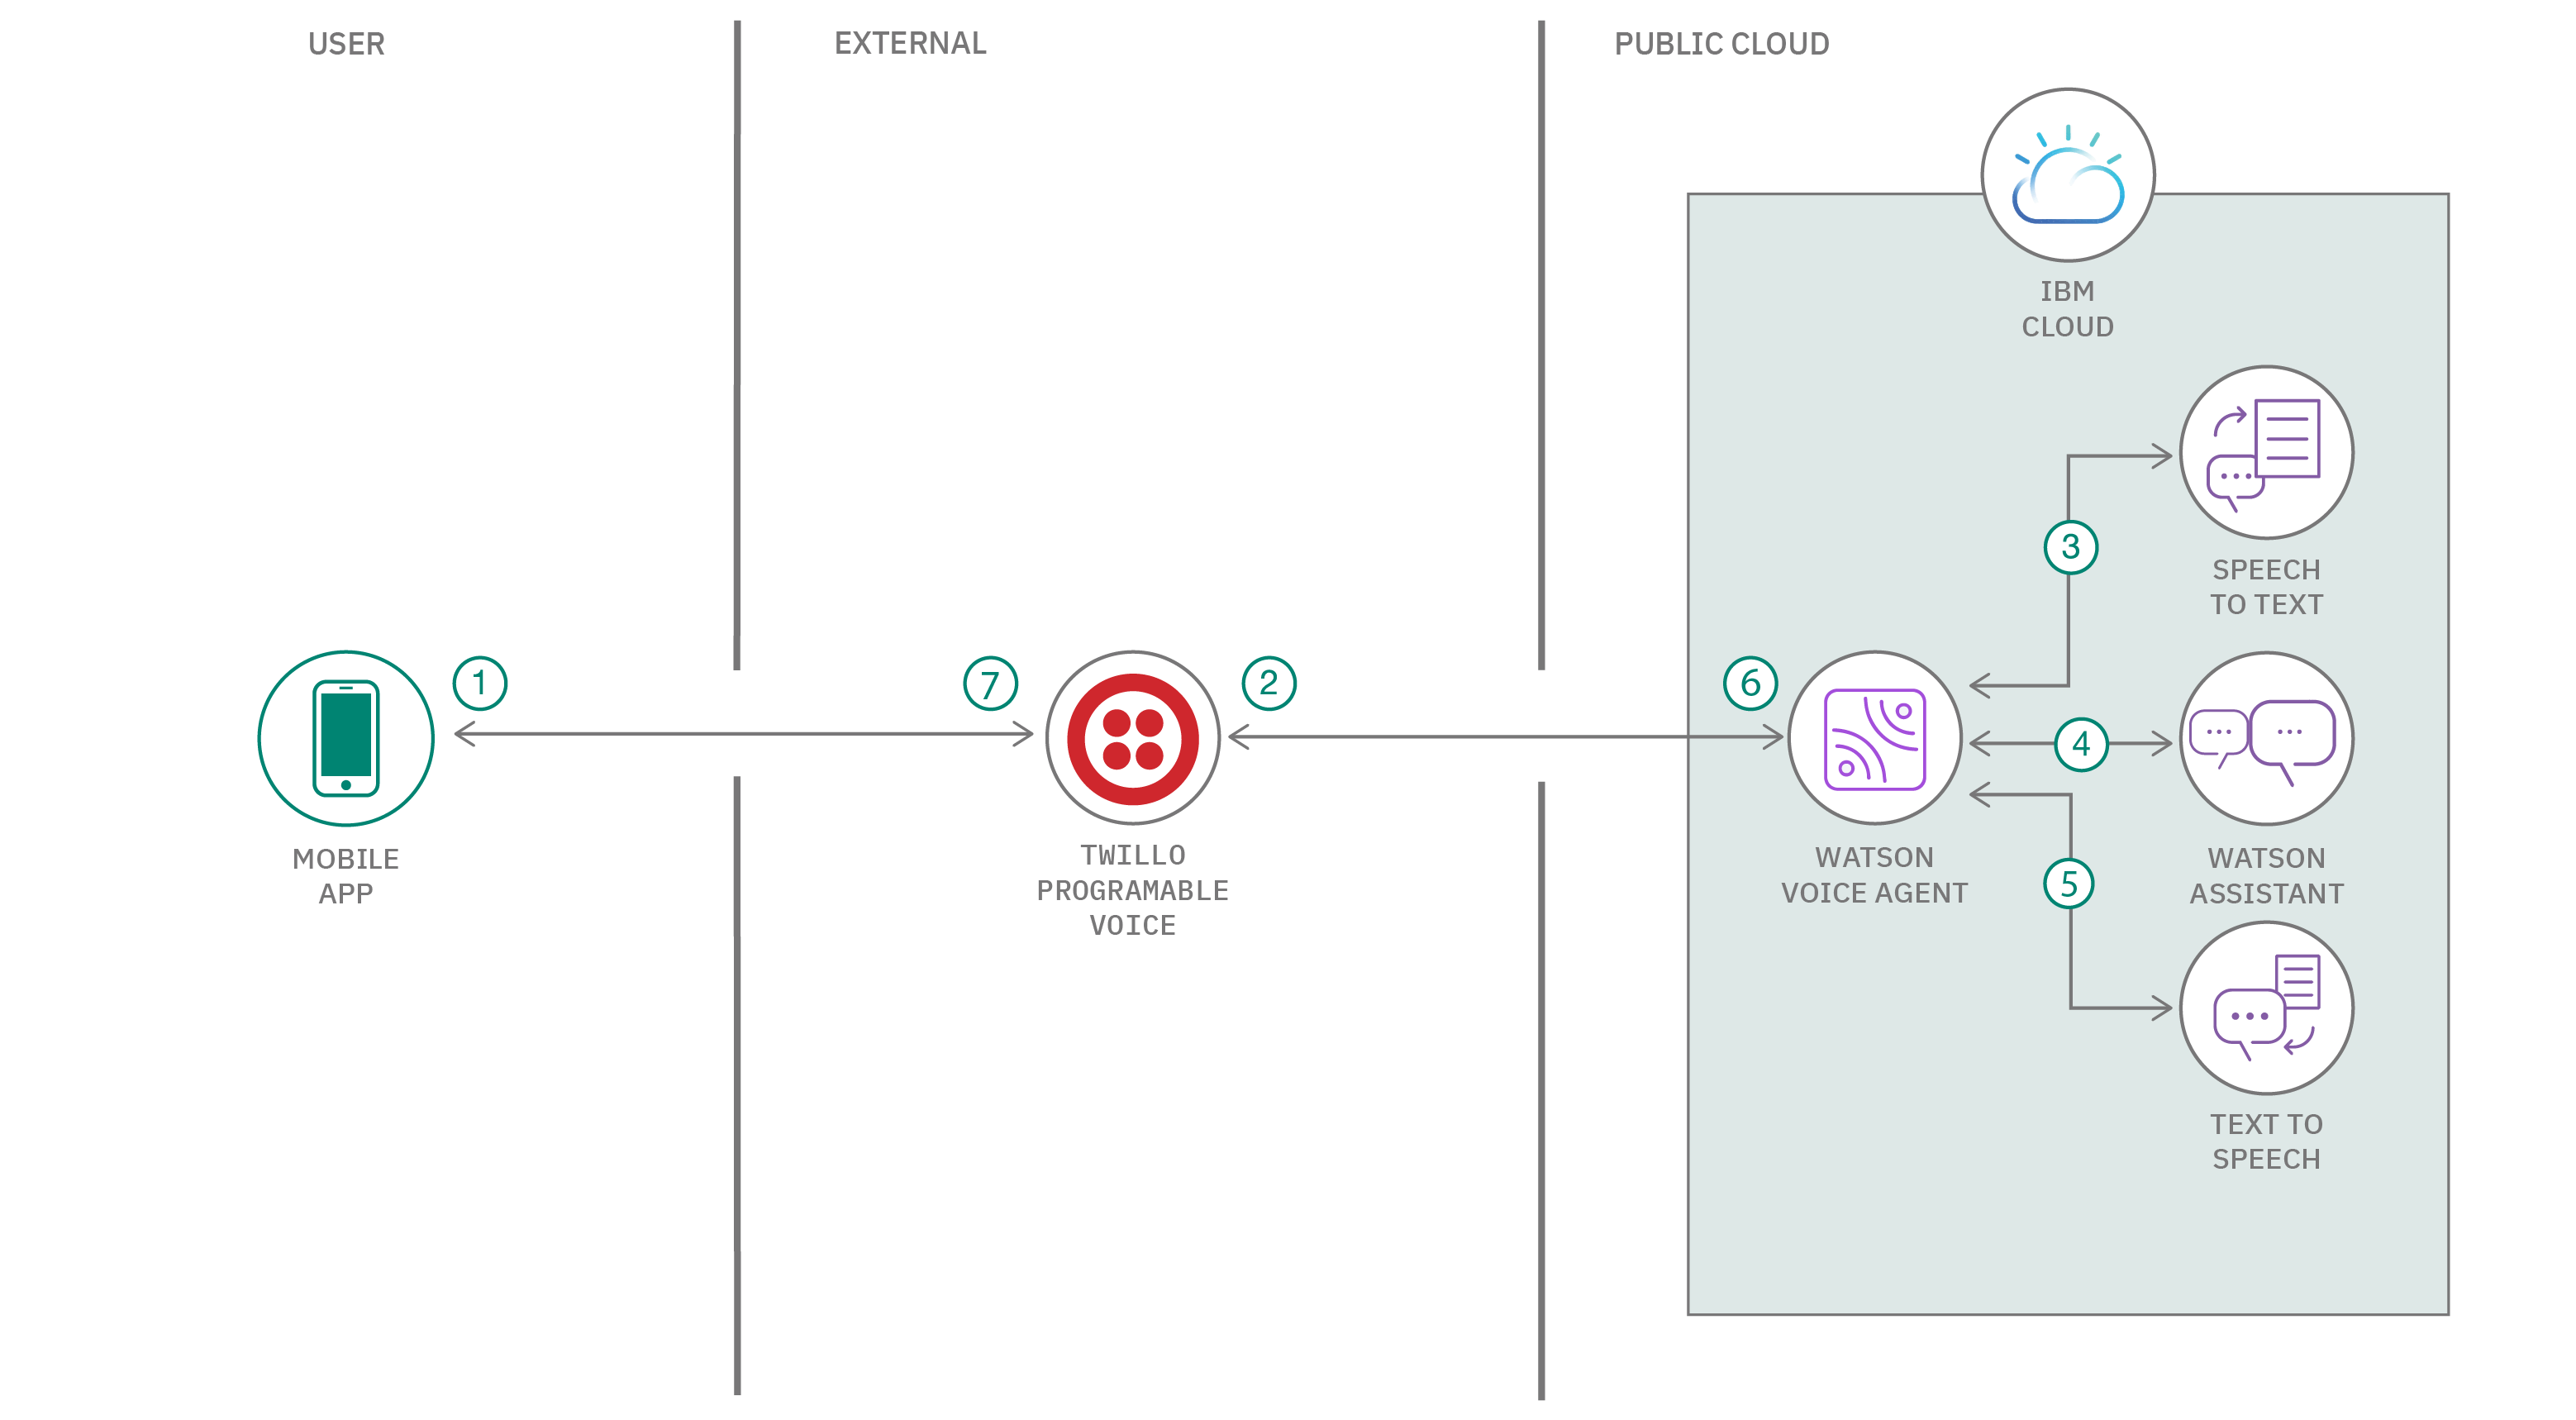 USER
EXTERNAL
PUBLIC CLOUD
IBM
CLOUD
3
SPEECH
TO TEXT
1
7
2
6
4
MOBILE
APP
TWILLO
PROGRAMABLE
VOICE
WATSON
VOICE AGENT
WATSON
ASSISTANT
5
TEXT TO
SPEECH